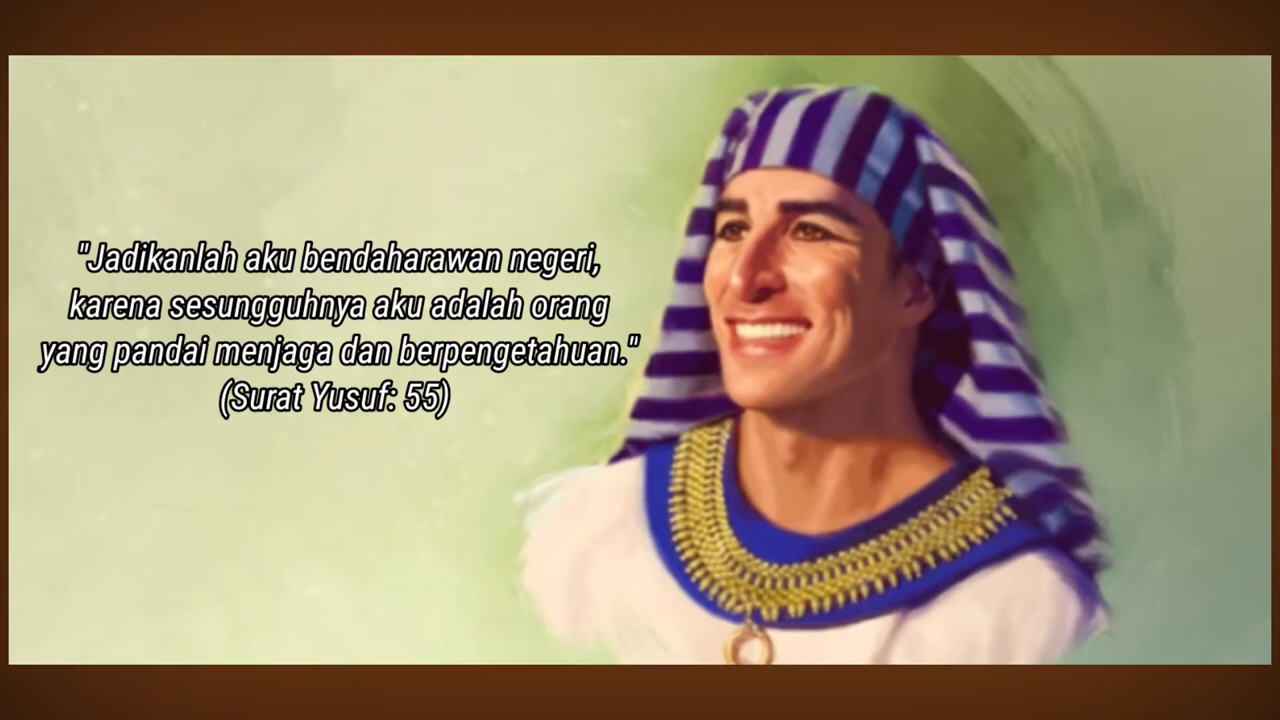 "Jadikanlah aku bendaharawan negeri,
karena sesungguhnya aku adalah orang
yang pandai menjaga dan berpengetahuan."
(Surat Yusuf: 55)